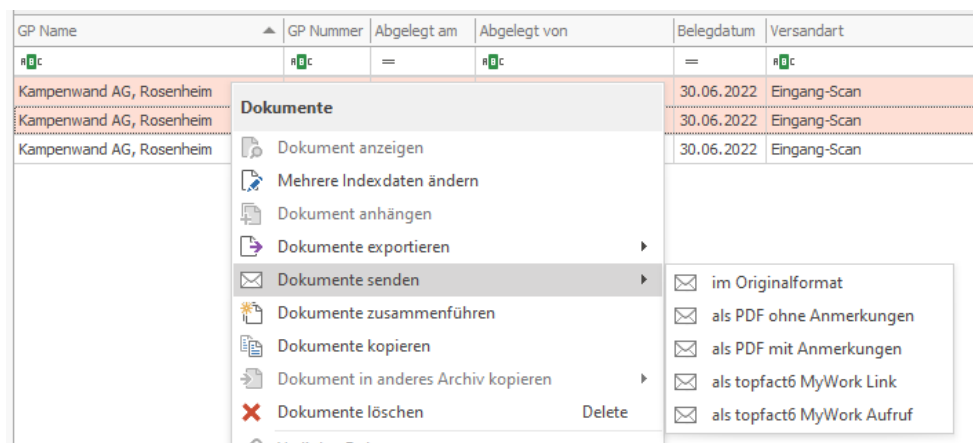 GP Name GP Nummer Abgelegt am Abgelegt von Belegdatum Versandart
ABC ABC = ABC = ABC
Kampenwand AG, Rosenheim 30.06.2022 Eingang-Scan
Kampenwand AG, Rosenheim 30.06.2022 Eingang-Scan
Kampenwand AG, Rosenheim 30.06.2022 Eingang-Scan
Dokumente
Dokument anzeigen
Mehrere Indexdaten ändern
Dokument anhängen
Dokumente exportieren
Dokumente senden
Dokumente zusammenführen
Dokumente kopieren
Dokument in anderes Archiv kopieren
Dokumente löschen Delete
im Originalformat
als PDF ohne Anmerkungen
als PDF mit Anmerkungen
als topfact6 MyWork Link
als topfact6 MyWork Aufruf